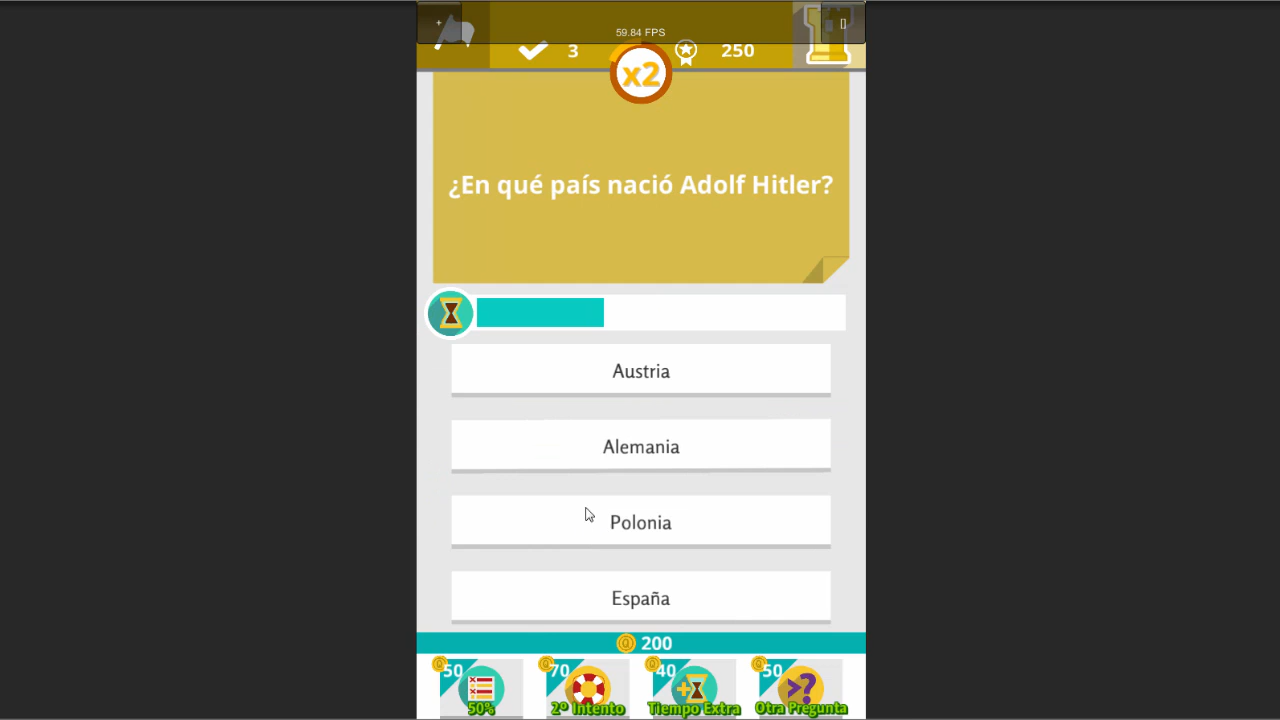 +
59.84 FPS
[]
3
x2
250
¿En qué país nació Adolf Hitler?
Austria
Alemania
Polonia
España
200
50
70
40
50
50%
2º Intento
Tiempo Extra
Otra Pregunta